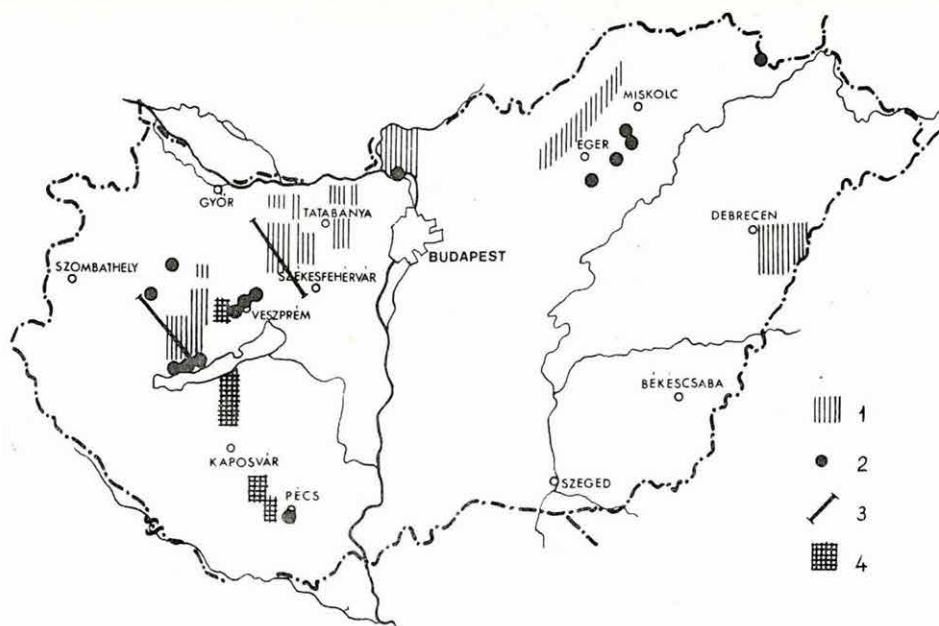 MISKOLC
EGER
GYŐR
TATABÁNYA
DEBRECEN
BUDAPEST
SZOMBATHELY
SZÉKESFEHÉRVÁR
VESZPRÉM
BÉKÉSCSABA
1
KAPOSVÁR
2
PÉCS
SZEGED
3
4